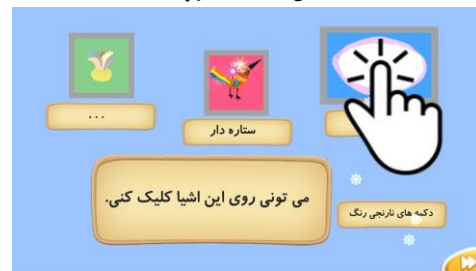 ...
ستاره دار
می تونی روی این اشیا کلیک کنی.
دکمه های نارنجی رنگ